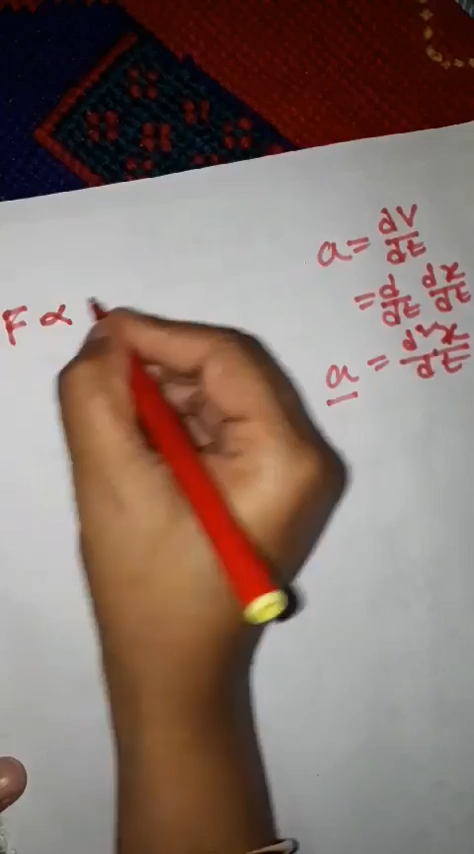 a = dv/dt
= d/dt dx/dt
a = d²x/dt²
F ∝